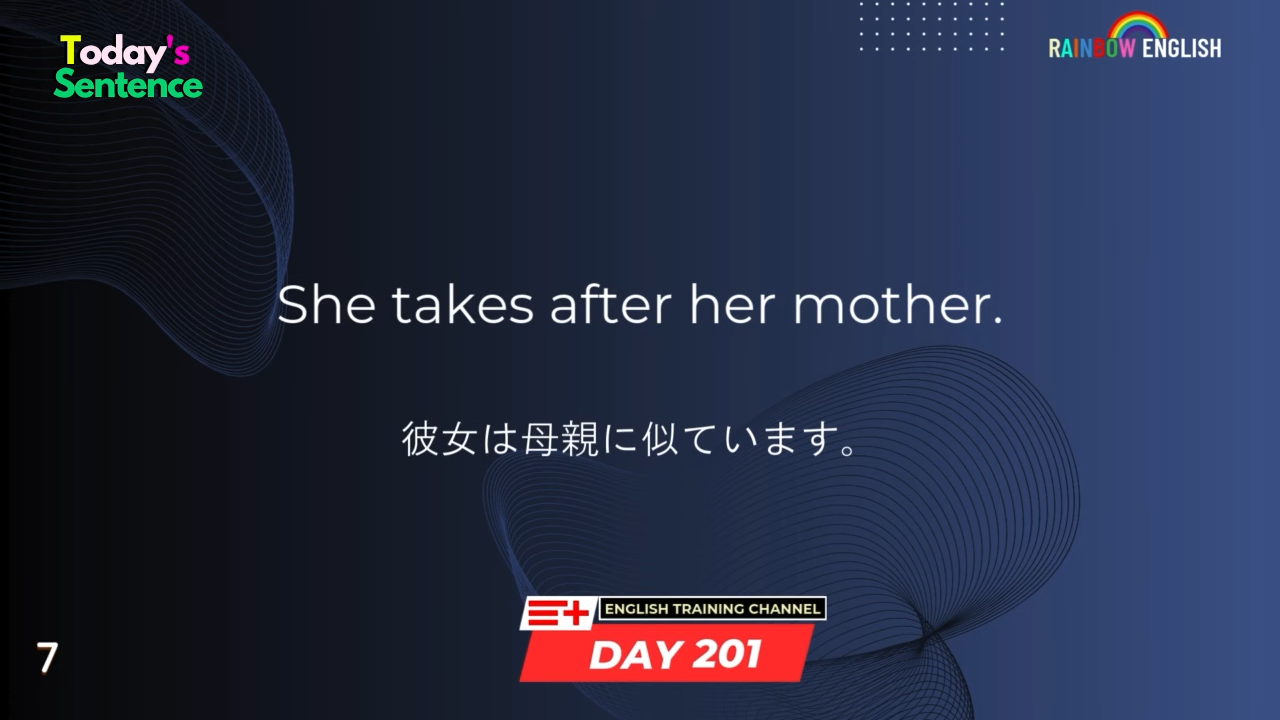 Today's
Sentence
RAINBOW ENGLISH
She takes after her mother.
彼女は母親に似ています。
E+ ENGLISH TRAINING CHANNEL
DAY 201
7